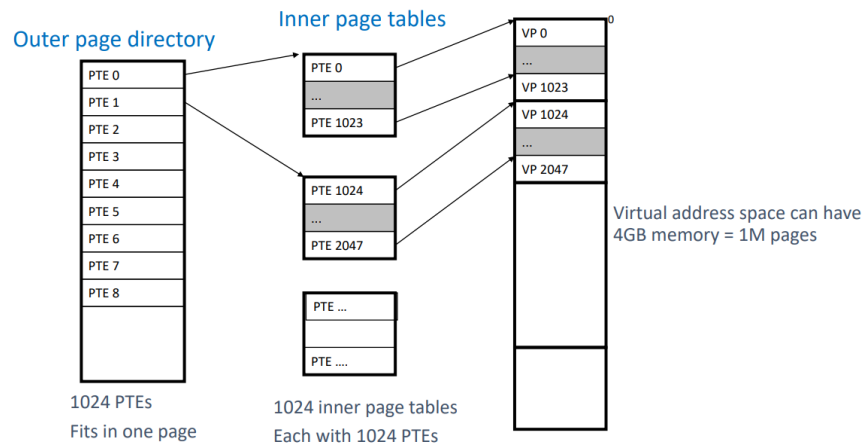 Outer page directory
PTE 0
PTE 1
PTE 2
PTE 3
PTE 4
PTE 5
PTE 6
PTE 7
PTE 8
1024 PTEs
Fits in one page
Inner page tables
PTE 0
...
PTE 1023
PTE 1024
...
PTE 2047
PTE ...
PTE ....
1024 inner page tables
Each with 1024 PTEs
0
VP 0
...
VP 1023
VP 1024
...
VP 2047
Virtual address space can have
4GB memory = 1M pages